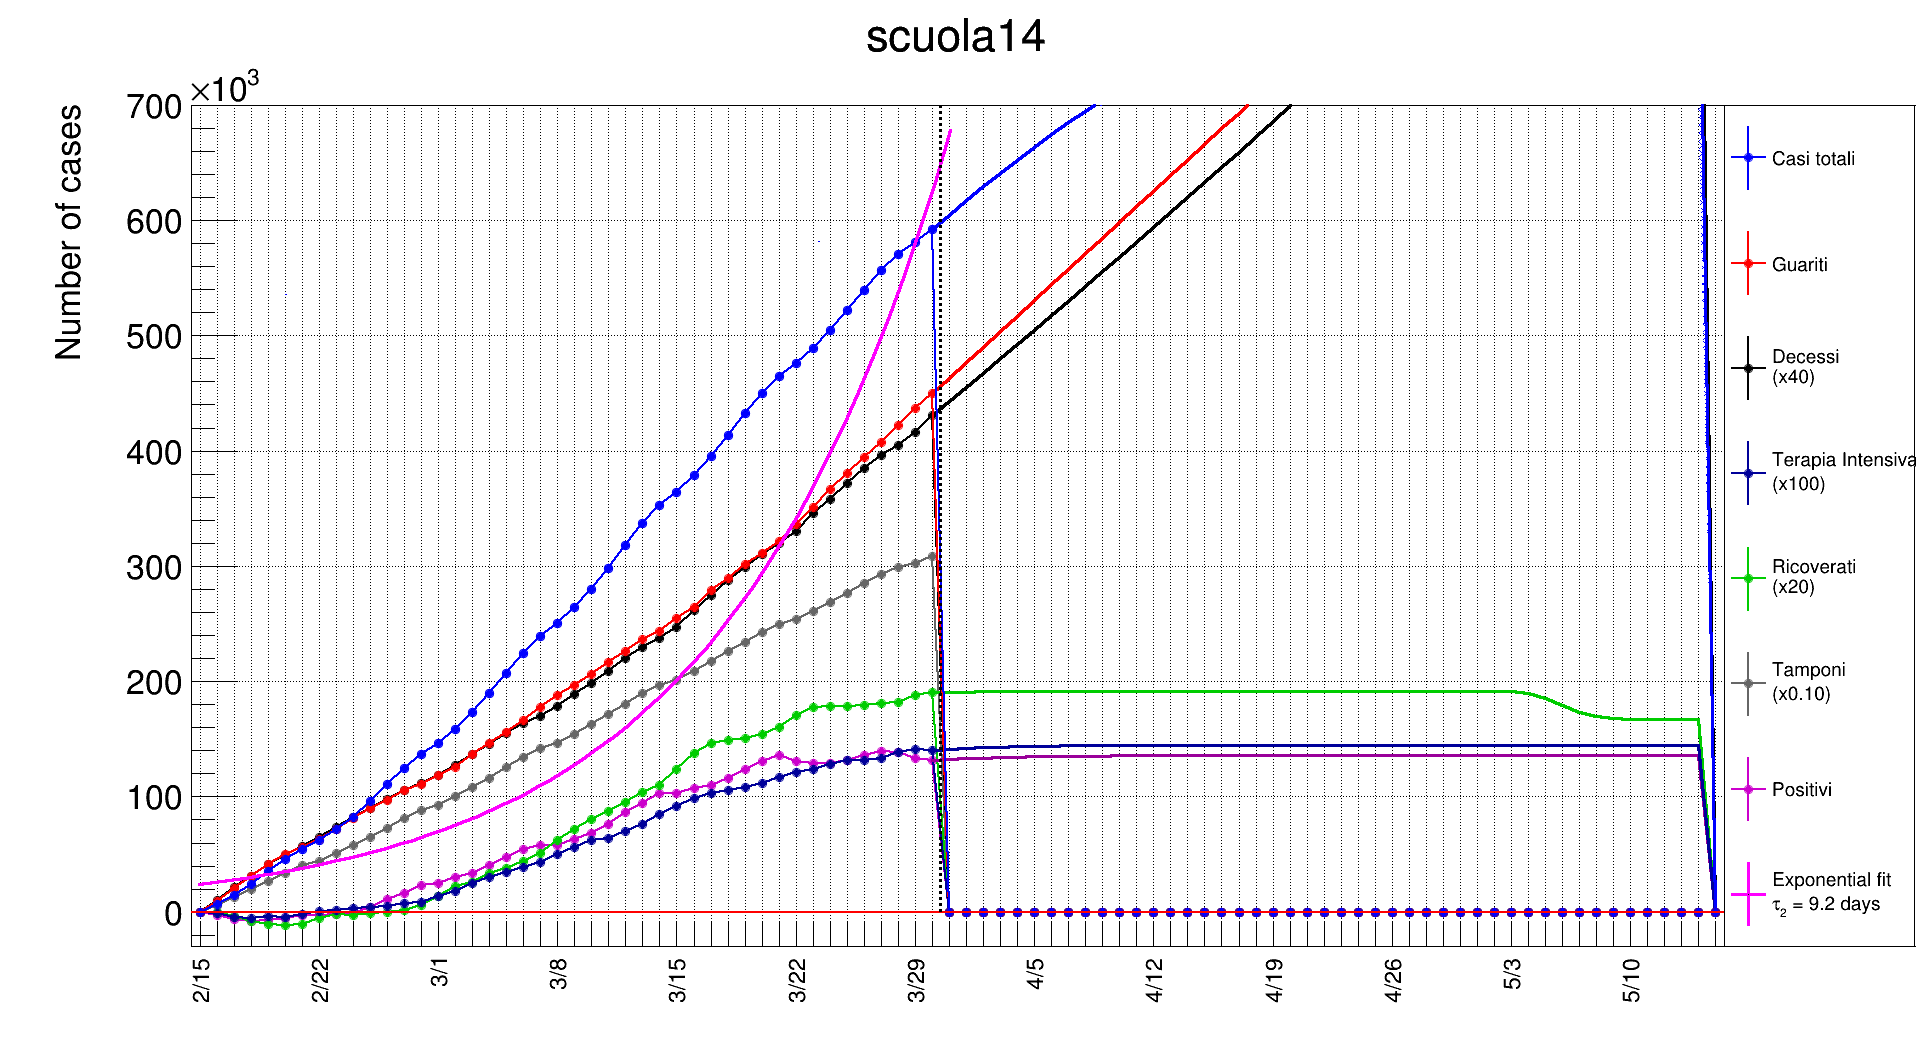 scuola14
×10³
Number of cases
700
600
500
400
300
200
100
0
2/15
2/22
3/1
3/8
3/15
3/22
3/29
4/5
4/12
4/19
4/26
5/3
5/10
Casi totali
Guariti
Decessi
(x40)
Terapia Intensiva
(x100)
Ricoverati
(x20)
Tamponi
(x0.10)
Positivi
Exponential fit
τ₂ = 9.2 days